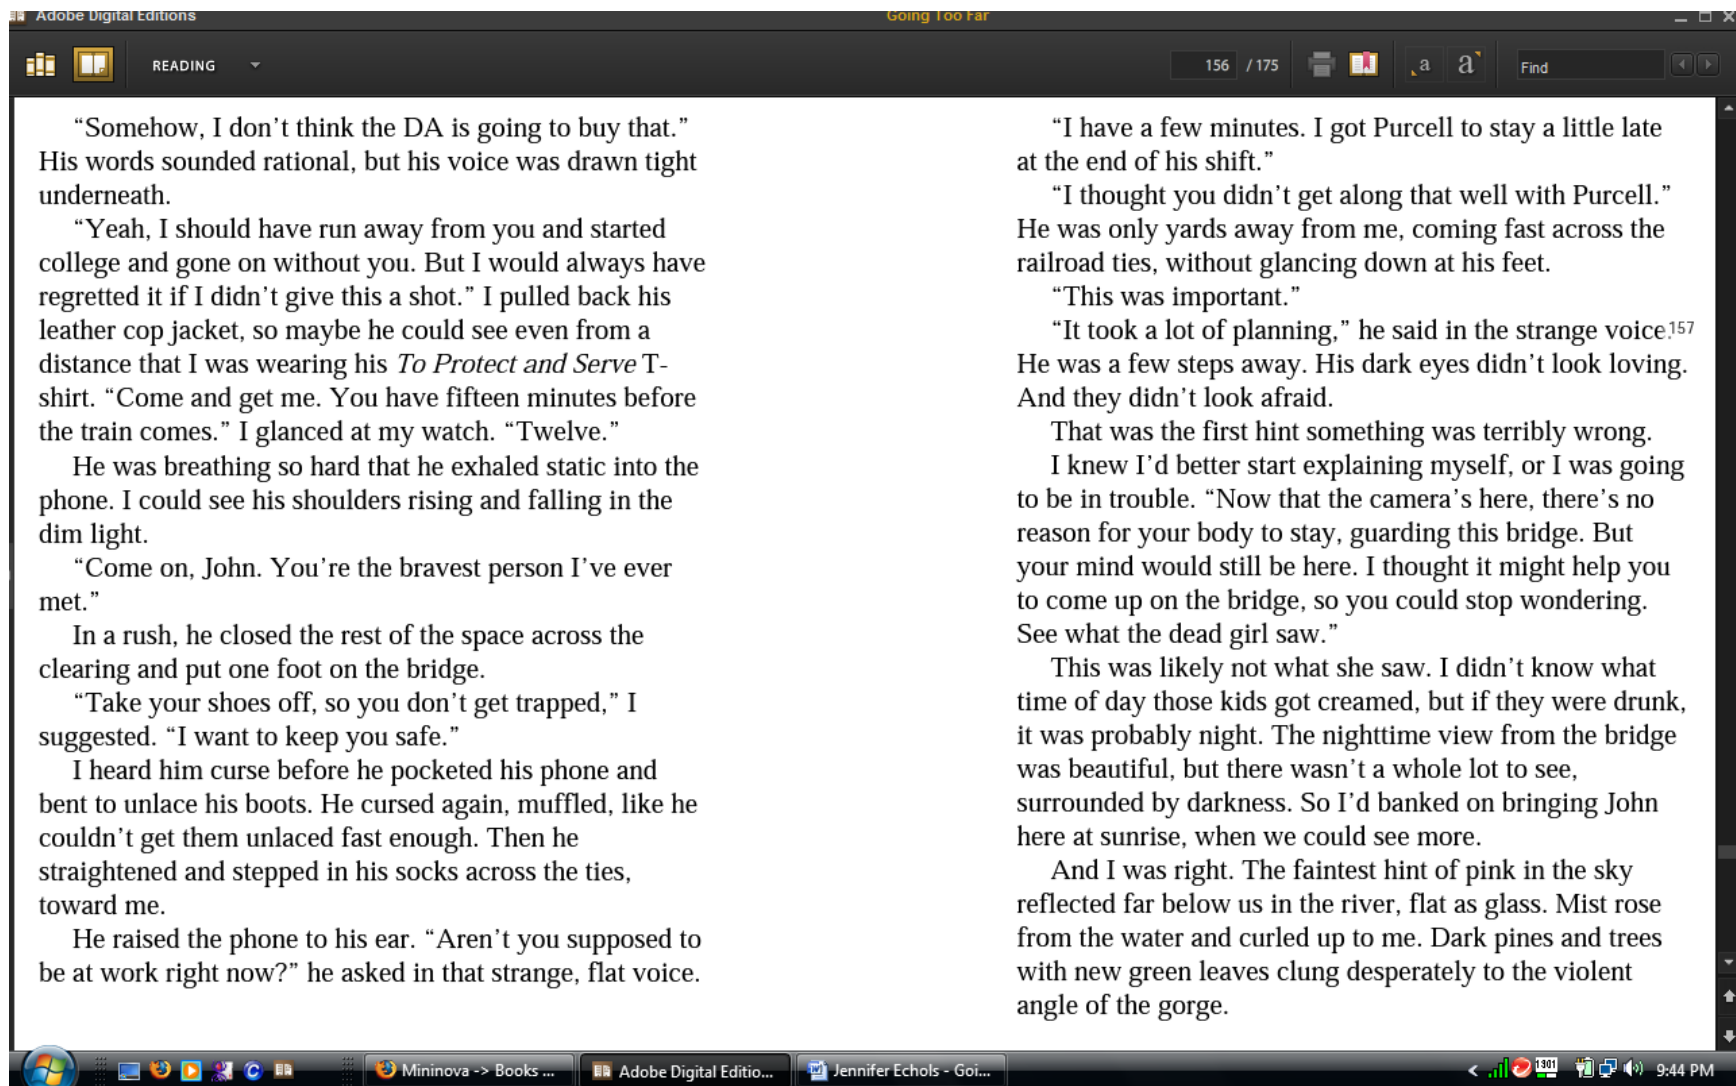 Adobe Digital Editions
Going Too Far
READING
156 / 175
a
a
Find
“Somehow, I don’t think the DA is going to buy that.”
His words sounded rational, but his voice was drawn tight
underneath.
“Yeah, I should have run away from you and started
college and gone on without you. But I would always have
regretted it if I didn’t give this a shot.” I pulled back his
leather cop jacket, so maybe he could see even from a
distance that I was wearing his To Protect and Serve T-
shirt. “Come and get me. You have fifteen minutes before
the train comes.” I glanced at my watch. “Twelve.”
He was breathing so hard that he exhaled static into the
phone. I could see his shoulders rising and falling in the
dim light.
“Come on, John. You’re the bravest person I’ve ever
met.”
In a rush, he closed the rest of the space across the
clearing and put one foot on the bridge.
“Take your shoes off, so you don’t get trapped,” I
suggested. “I want to keep you safe.”
I heard him curse before he pocketed his phone and
bent to unlace his boots. He cursed again, muffled, like he
couldn’t get them unlaced fast enough. Then he
straightened and stepped in his socks across the ties,
toward me.
He raised the phone to his ear. “Aren’t you supposed to
be at work right now?” he asked in that strange, flat voice.
“I have a few minutes. I got Purcell to stay a little late
at the end of his shift.”
“I thought you didn’t get along that well with Purcell.”
He was only yards away from me, coming fast across the
railroad ties, without glancing down at his feet.
“This was important.”
“It took a lot of planning,” he said in the strange voice. 157
He was a few steps away. His dark eyes didn’t look loving.
And they didn’t look afraid.
That was the first hint something was terribly wrong.
I knew I’d better start explaining myself, or I was going
to be in trouble. “Now that the camera’s here, there’s no
reason for your body to stay, guarding this bridge. But
your mind would still be here. I thought it might help you
to come up on the bridge, so you could stop wondering.
See what the dead girl saw.”
This was likely not what she saw. I didn’t know what
time of day those kids got creamed, but if they were drunk,
it was probably night. The nighttime view from the bridge
was beautiful, but there wasn’t a whole lot to see,
surrounded by darkness. So I’d banked on bringing John
here at sunrise, when we could see more.
And I was right. The faintest hint of pink in the sky
reflected far below us in the river, flat as glass. Mist rose
from the water and curled up to me. Dark pines and trees
with new green leaves clung desperately to the violent
angle of the gorge.
Mininova -> Books ...
Adobe Digital Editio...
Jennifer Echols - Goi...
1301
9:44 PM